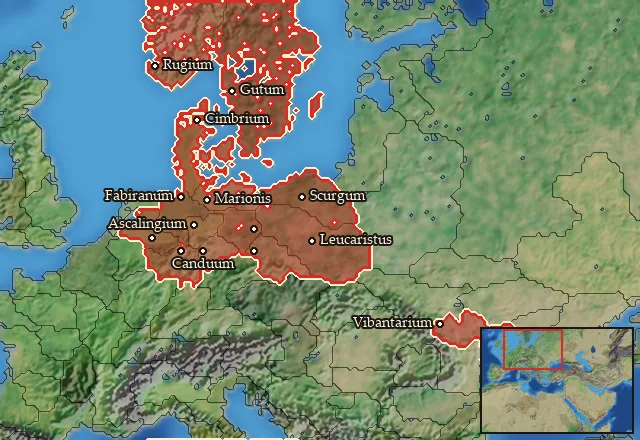 Rugium
Gutum
Cimbrium
Fabiranum
Marionis
Scurgum
Ascalingium
Leucaristus
Canduum
Vibantarium